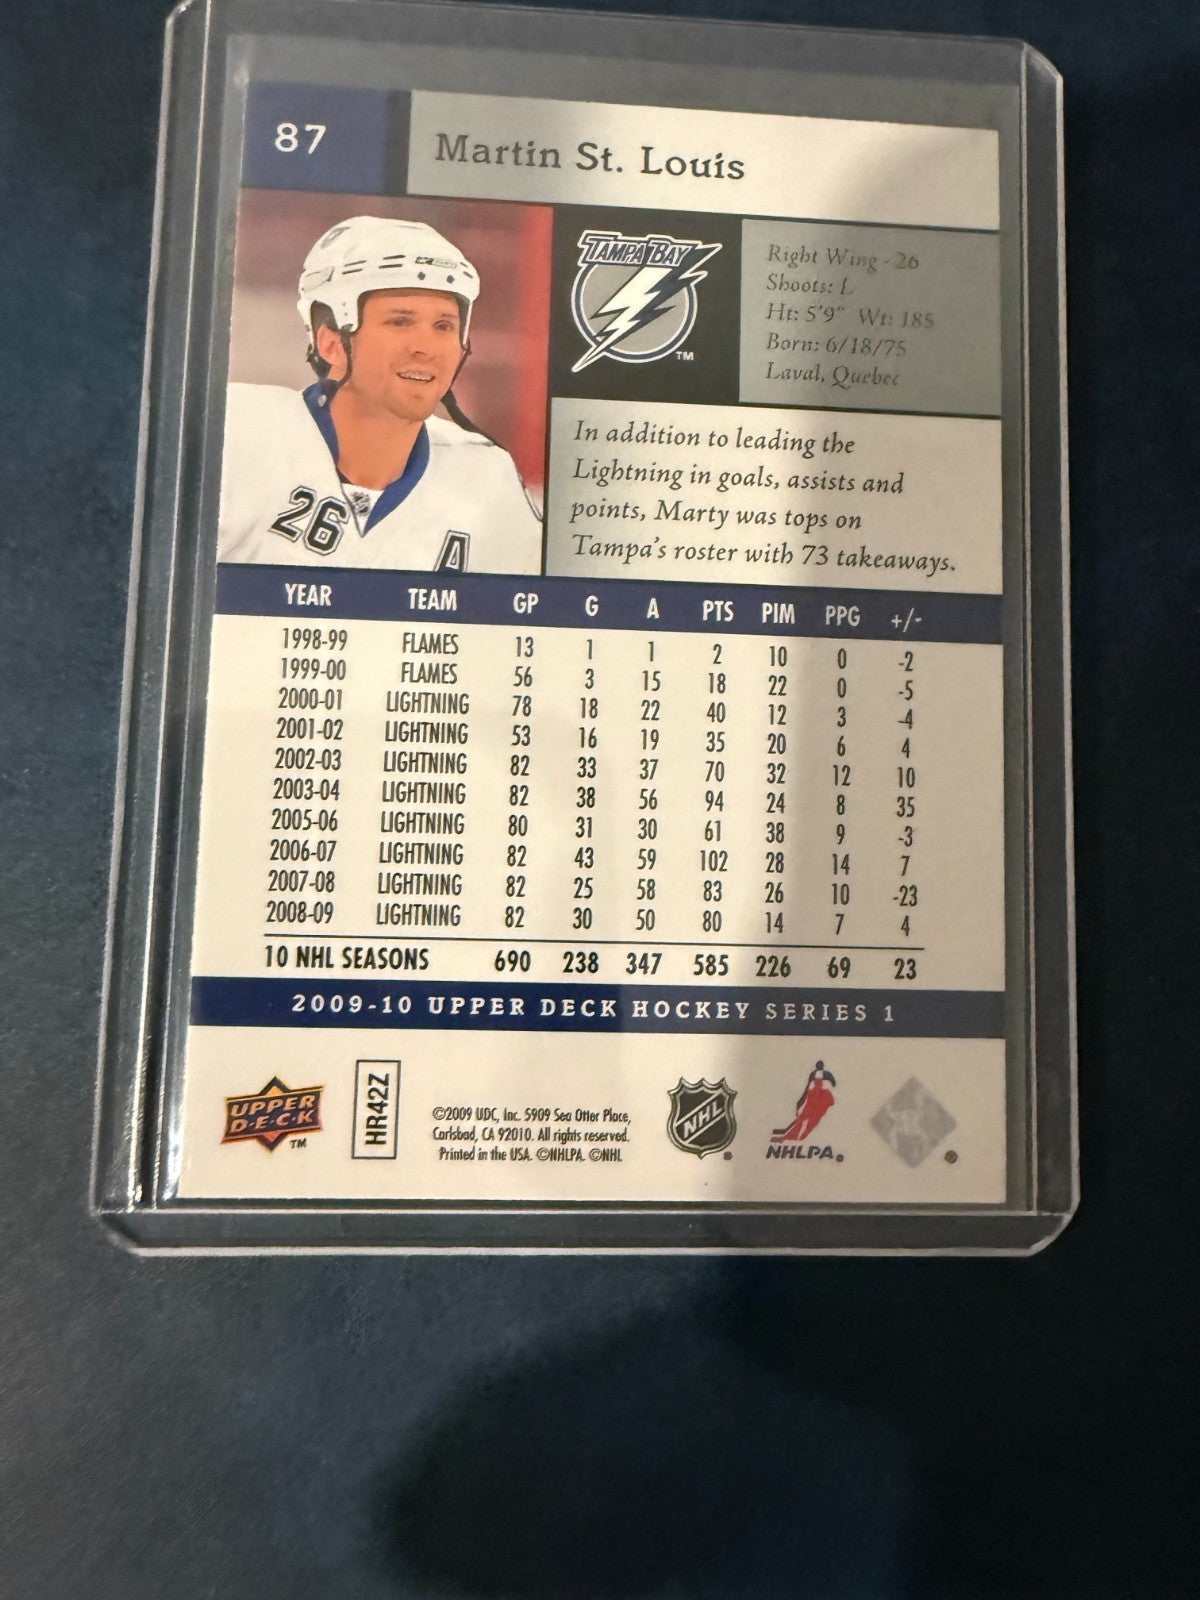 87
Martin St. Louis
TAMPA BAY
TM
Right Wing - 26
Shoots: L
Ht: 5'9" Wt: 185
Born: 6/18/75
Laval, Quebec
26
A
In addition to leading the
Lightning in goals, assists and
points, Marty was tops on
Tampa's roster with 73 takeaways.
YEAR TEAM GP G A PTS PIM PPG +/-
1998-99 FLAMES 13 1 1 2 10 0 -2
1999-00 FLAMES 56 3 15 18 22 0 -5
2000-01 LIGHTNING 78 18 22 40 12 3 -4
2001-02 LIGHTNING 53 16 19 35 20 6 4
2002-03 LIGHTNING 82 33 37 70 32 12 10
2003-04 LIGHTNING 82 38 56 94 24 8 35
2005-06 LIGHTNING 80 31 30 61 38 9 -3
2006-07 LIGHTNING 82 43 59 102 28 14 7
2007-08 LIGHTNING 82 25 58 83 26 10 -23
2008-09 LIGHTNING 82 30 50 80 14 7 4
10 NHL SEASONS 690 238 347 585 226 69 23
2009-10 UPPER DECK HOCKEY SERIES 1
UPPER
D·E·C·K
TM
HR42Z
©2009 UDC, Inc. 5909 Sea Otter Place,
Carlsbad, CA 92010. All rights reserved.
Printed in the USA. ©NHLPA. ©NHL
NHL
NHLPA